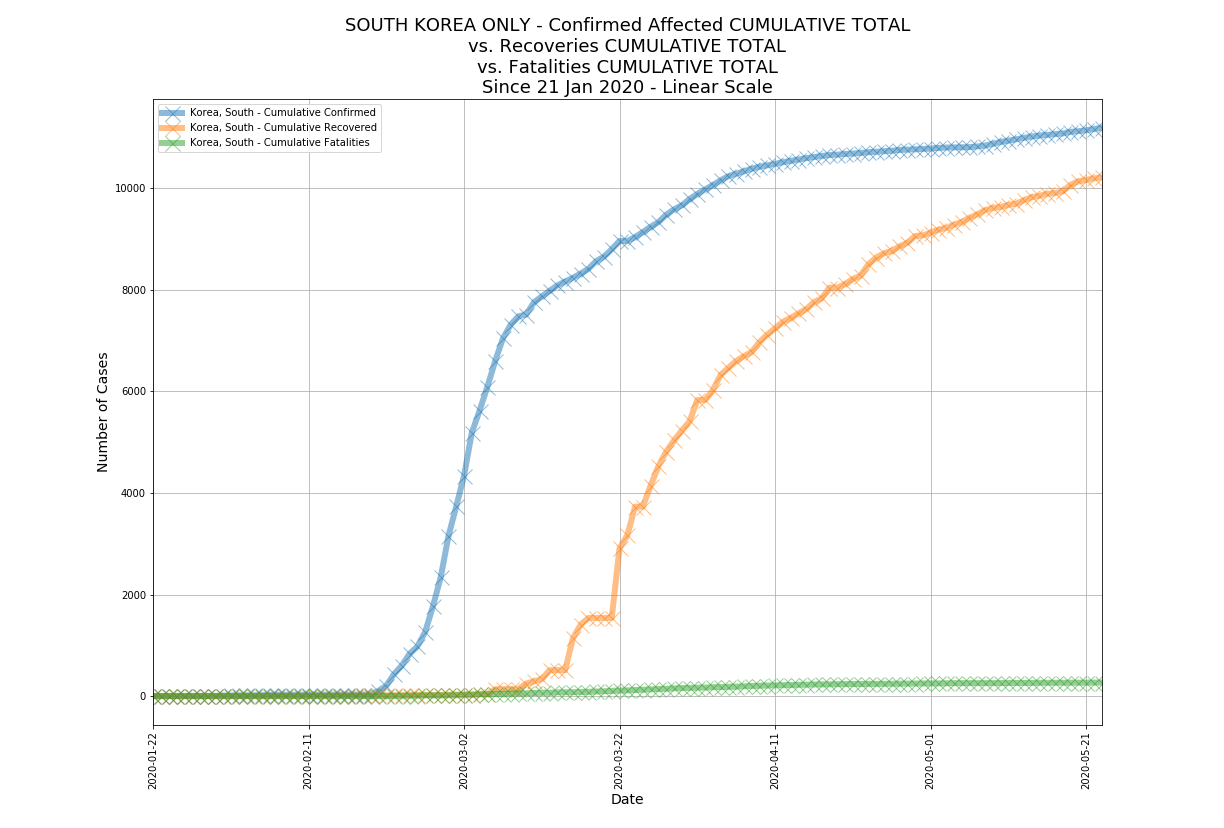 SOUTH KOREA ONLY - Confirmed Affected CUMULATIVE TOTAL
vs. Recoveries CUMULATIVE TOTAL
vs. Fatalities CUMULATIVE TOTAL
Since 21 Jan 2020 - Linear Scale
Korea, South - Cumulative Confirmed
Korea, South - Cumulative Recovered
Korea, South - Cumulative Fatalities
Number of Cases
10000
8000
6000
4000
2000
0
2020-01-22
2020-02-11
2020-03-02
2020-03-22
2020-04-11
2020-05-01
2020-05-21
Date